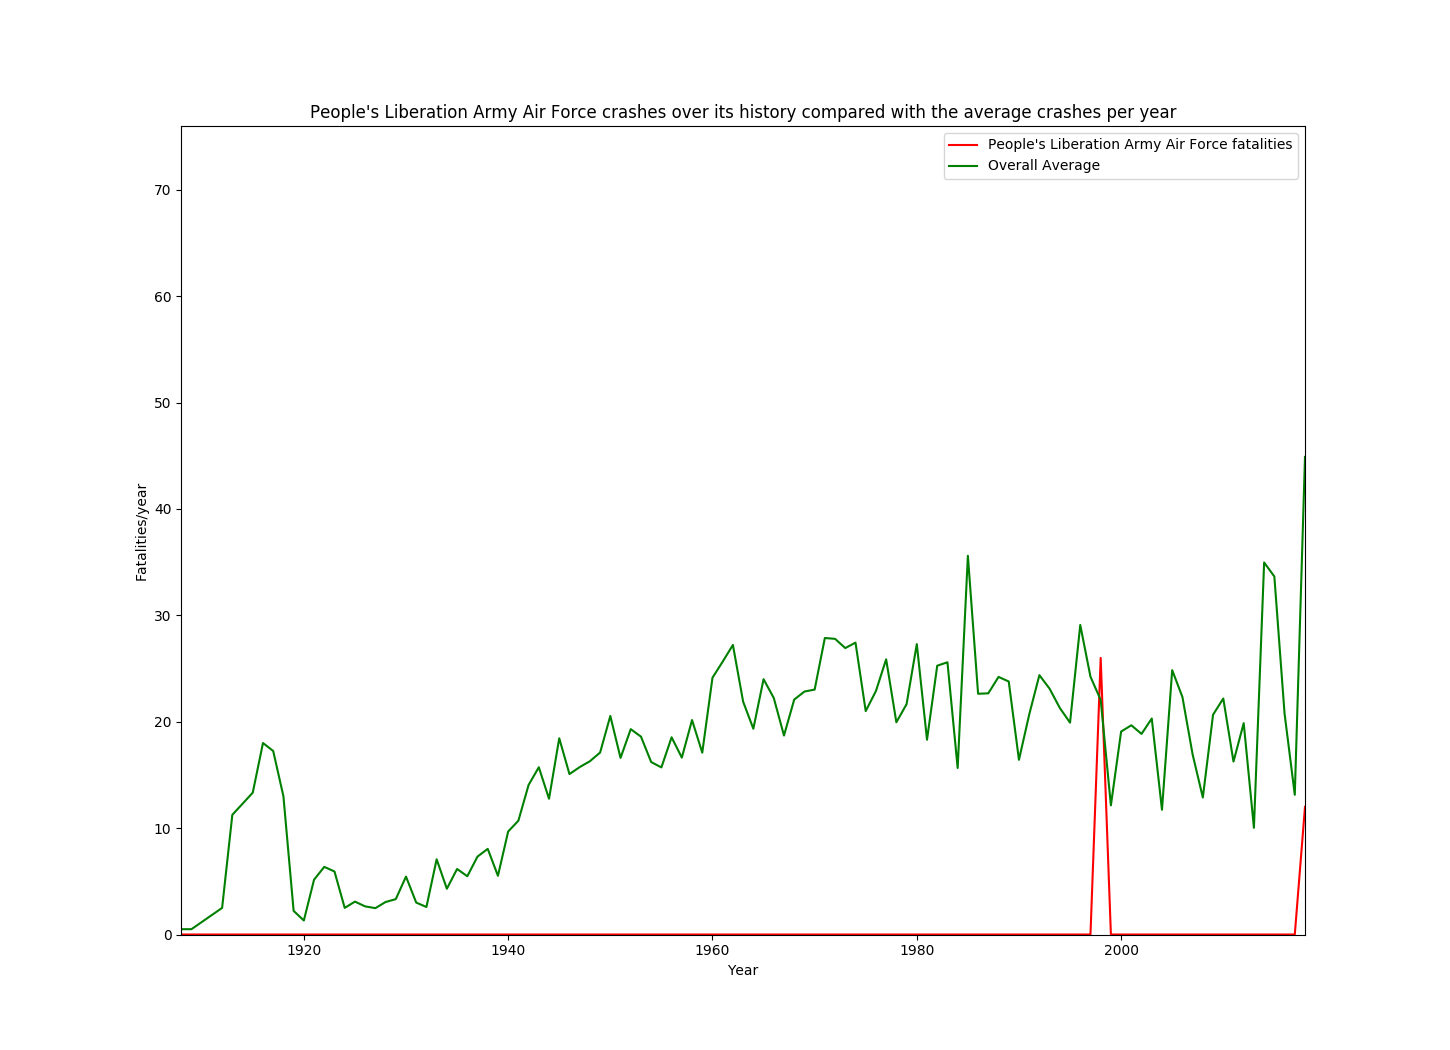 People's Liberation Army Air Force crashes over its history compared with the average crashes per year
People's Liberation Army Air Force fatalities
Overall Average
70
60
50
40
30
20
10
0
Fatalities/year
1920 1940 1960 1980 2000
Year